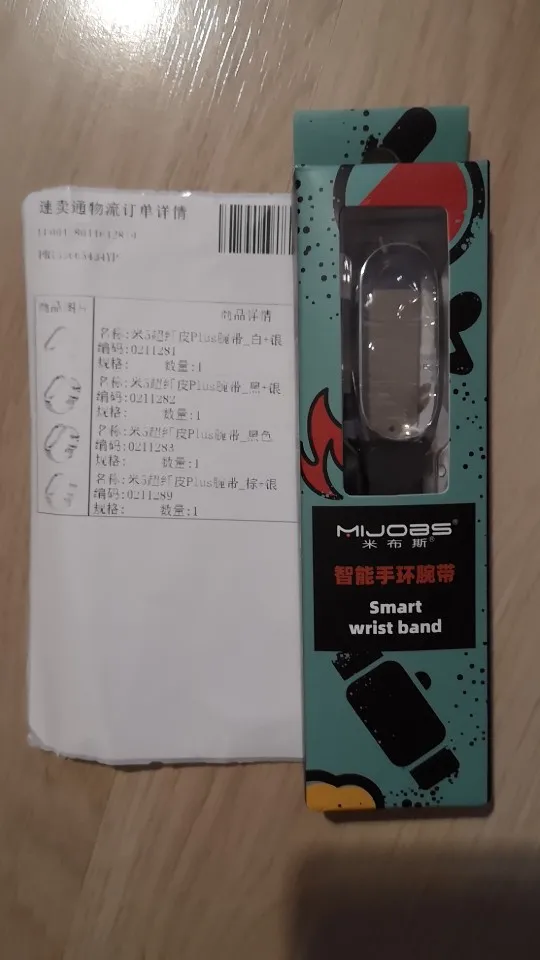 速卖通物流订单详情
商品图片 商品详情
名称:米5超纤皮Plus腕带_白+银
编码:0211281
规格: 数量:1
名称:米5超纤皮Plus腕带_黑+银
编码:0211282
规格: 数量:1
名称:米5超纤皮Plus腕带_黑色
编码:0211283
规格: 数量:1
名称:米5超纤皮Plus腕带_棕+银
编码:0211289
规格: 数量:1
MIJOBS®
米布斯®
智能手环腕带
Smart
wrist band